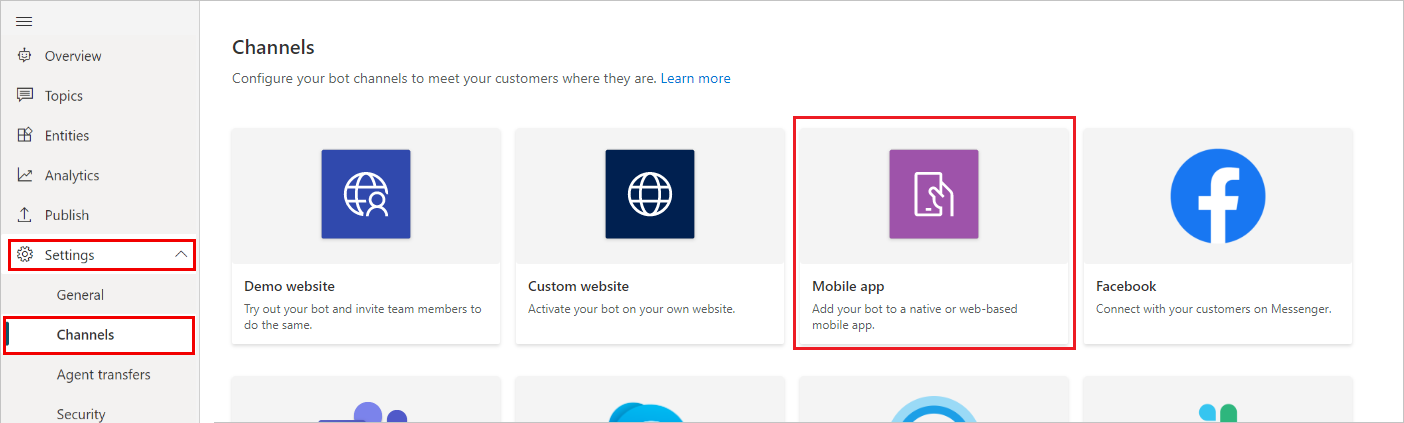 Overview
Topics
Entities
Analytics
Publish
Settings
General
Channels
Agent transfers
Security
Channels
Configure your bot channels to meet your customers where they are. Learn more
Demo website
Try out your bot and invite team members to
do the same.
Custom website
Activate your bot on your own website.
Mobile app
Add your bot to a native or web-based
mobile app.
Facebook
Connect with your customers on Messenger.